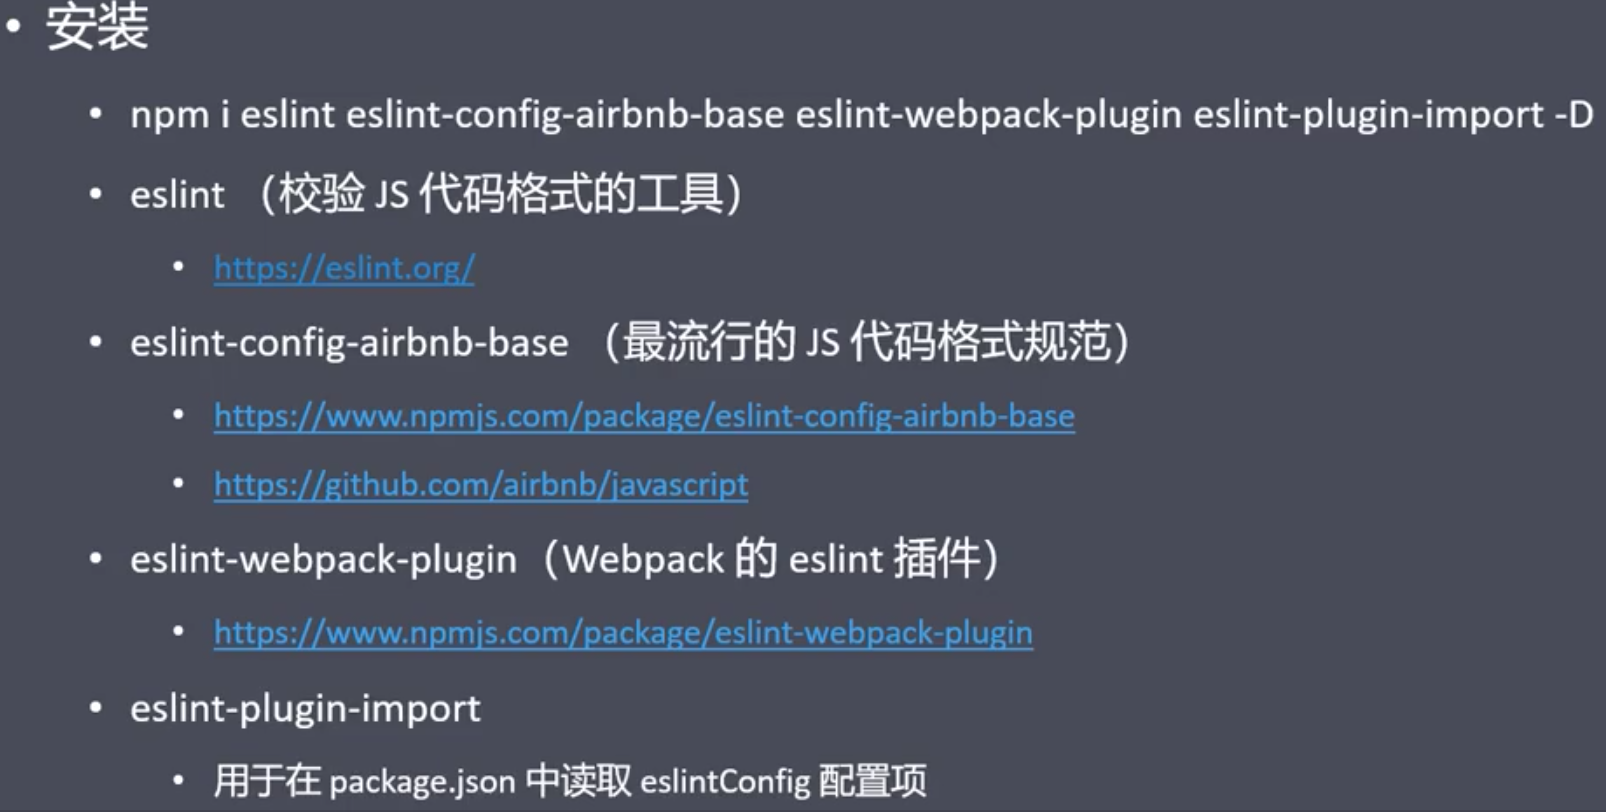 • 安装
• npm i eslint eslint-config-airbnb-base eslint-webpack-plugin eslint-plugin-import -D
• eslint （校验 JS 代码格式的工具）
• https://eslint.org/
• eslint-config-airbnb-base （最流行的 JS 代码格式规范）
• https://www.npmjs.com/package/eslint-config-airbnb-base
• https://github.com/airbnb/javascript
• eslint-webpack-plugin（Webpack 的 eslint 插件）
• https://www.npmjs.com/package/eslint-webpack-plugin
• eslint-plugin-import
• 用于在 package.json 中读取 eslintConfig 配置项